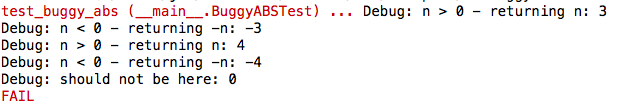 test_buggy_abs (__main__.BuggyABSTest) ... Debug: n > 0 - returning n: 3
Debug: n < 0 - returning -n: -3
Debug: n > 0 - returning n: 4
Debug: n < 0 - returning -n: -4
Debug: should not be here: 0
FAIL